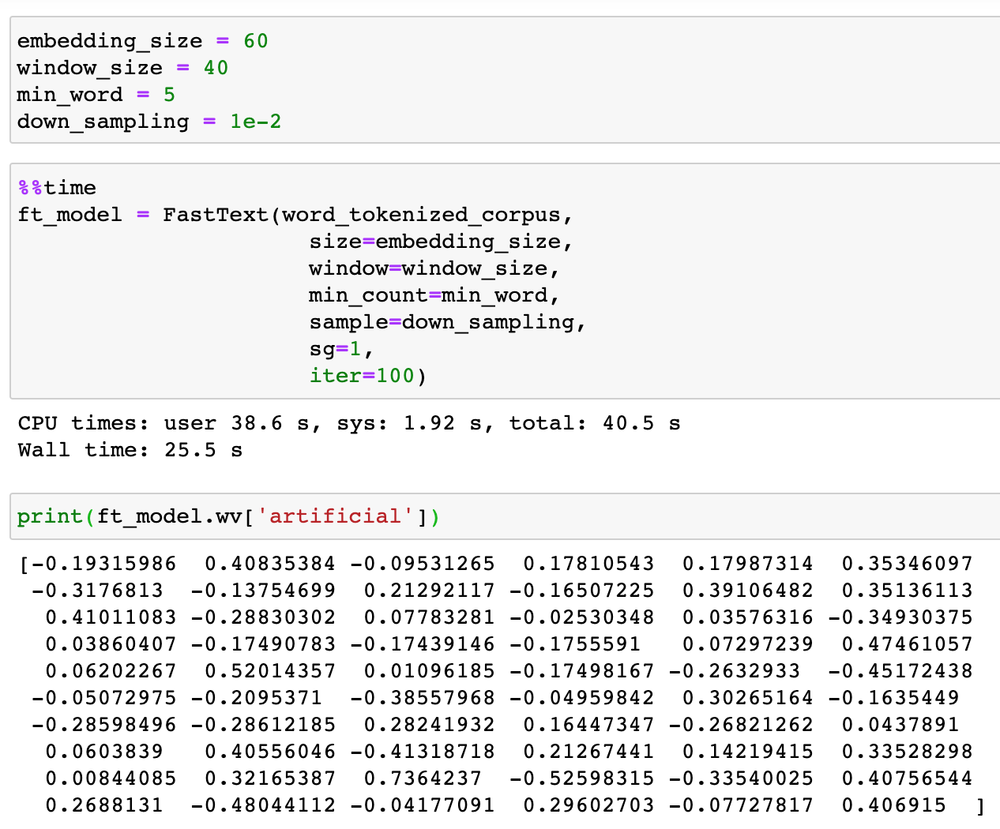 embedding_size = 60
window_size = 40
min_word = 5
down_sampling = 1e-2
%%time
ft_model = FastText(word_tokenized_corpus,
                      size=embedding_size,
                      window=window_size,
                      min_count=min_word,
                      sample=down_sampling,
                      sg=1,
                      iter=100)
CPU times: user 38.6 s, sys: 1.92 s, total: 40.5 s
Wall time: 25.5 s
print(ft_model.wv['artificial'])
[-0.19315986  0.40835384 -0.09531265  0.17810543  0.17987314  0.35346097
 -0.3176813  -0.13754699  0.21292117 -0.16507225  0.39106482  0.35136113
  0.41011083 -0.28830302  0.07783281 -0.02530348  0.03576316 -0.34930375
  0.03860407 -0.17490783 -0.17439146 -0.1755591   0.07297239  0.47461057
  0.06202267  0.52014357  0.01096185 -0.17498167 -0.2632933  -0.45172438
 -0.05072975 -0.2095371  -0.38557968 -0.04959842  0.30265164 -0.1635449
 -0.28598496 -0.28612185  0.28241932  0.16447347 -0.26821262  0.0437891
  0.0603839   0.40556046 -0.41318718  0.21267441  0.14219415  0.33528298
  0.00844085  0.32165387  0.7364237  -0.52598315 -0.33540025  0.40756544
  0.2688131  -0.48044112 -0.04177091  0.29602703 -0.07727817  0.406915  ]